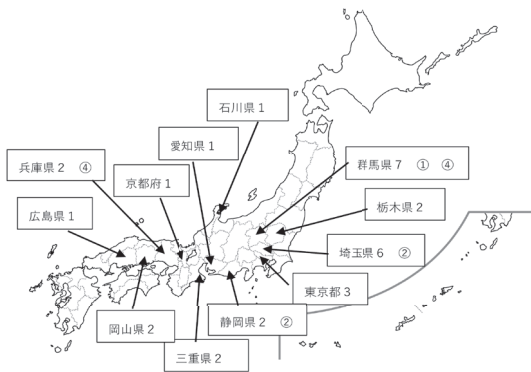 石川県1
愛知県1
兵庫県2 ④
京都府1
広島県1
群馬県7 ① ④
栃木県2
埼玉県6 ②
東京都3
岡山県2
静岡県2 ②
三重県2